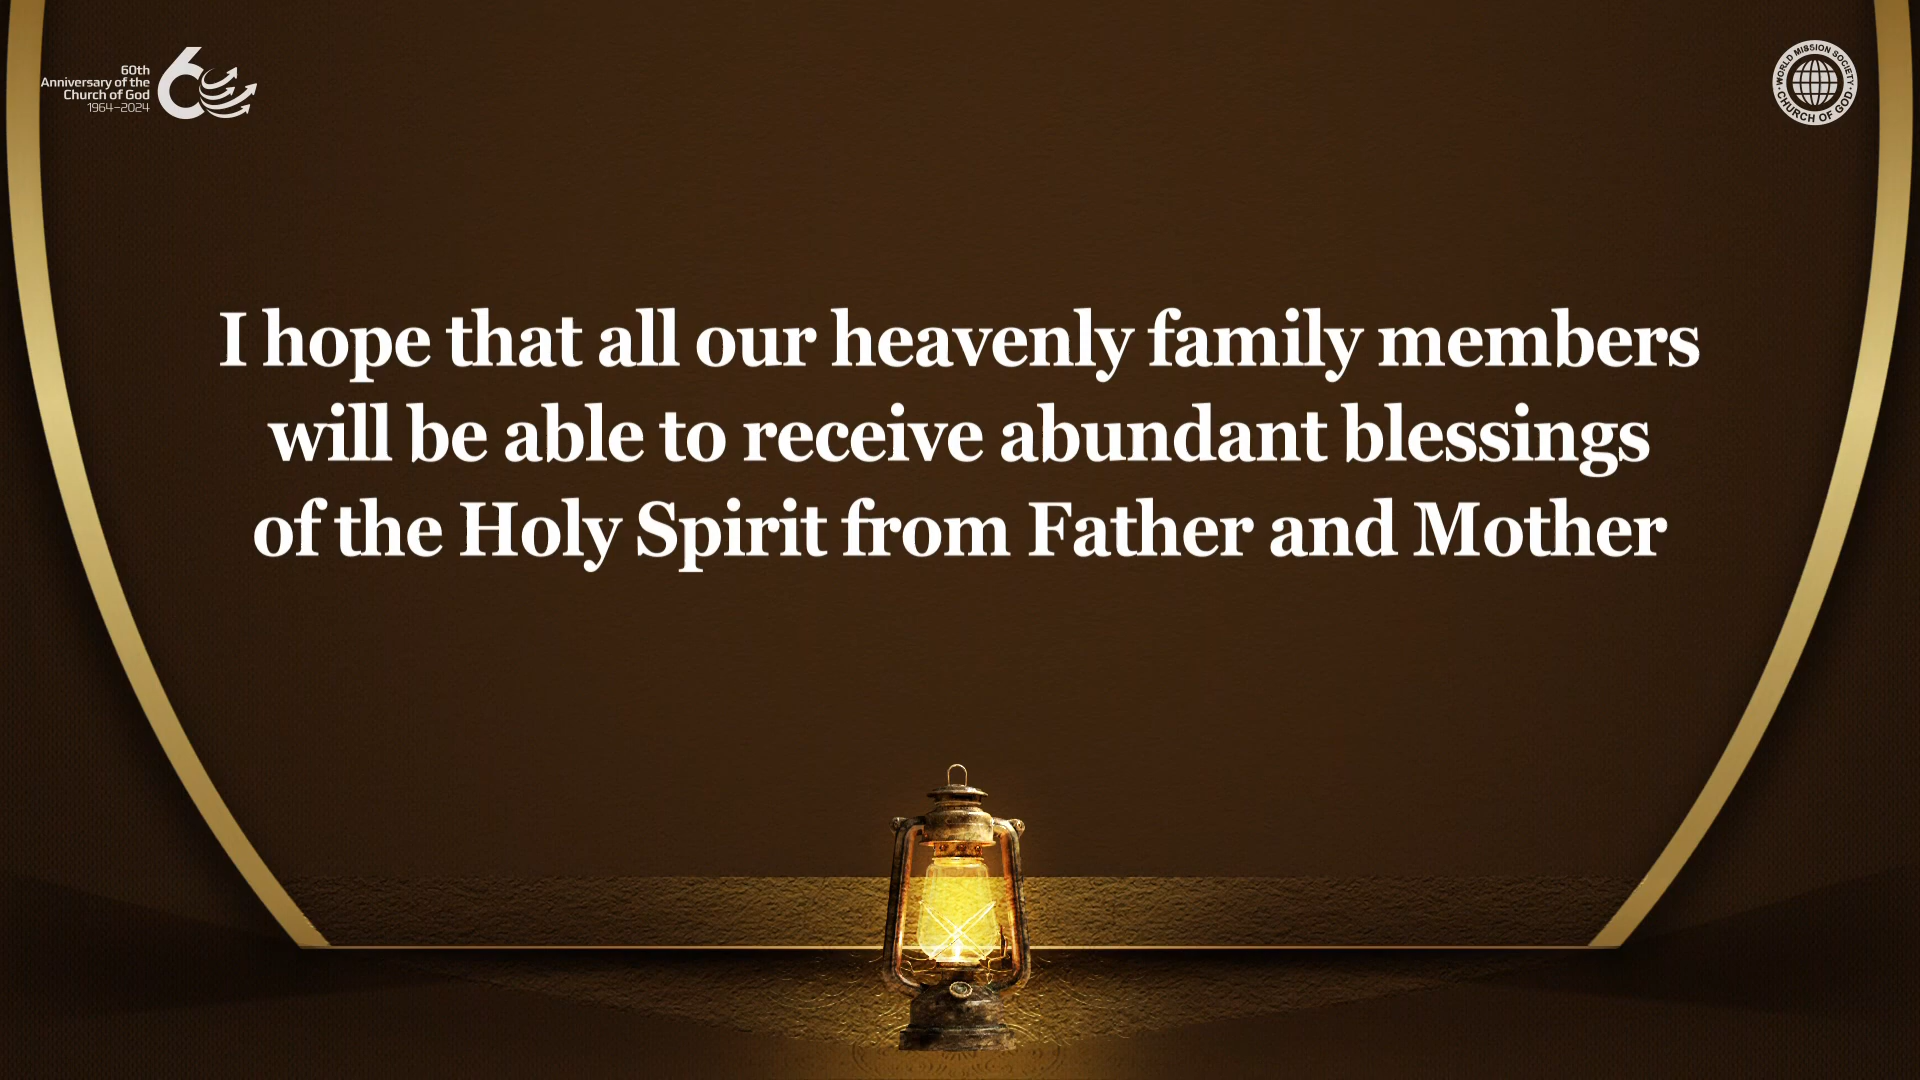 60th
Anniversary of the
Church of God
1964–2024
60
WORLD MISSION SOCIETY
CHURCH OF GOD
I hope that all our heavenly family members
will be able to receive abundant blessings
of the Holy Spirit from Father and Mother